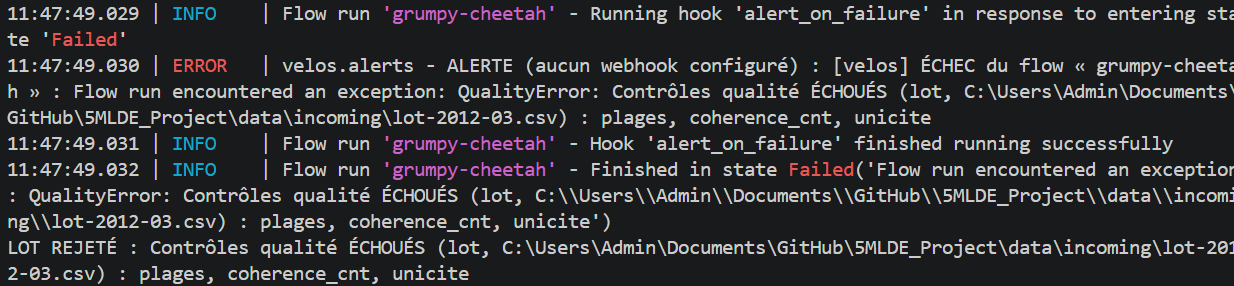 11:47:49.029 | INFO    | Flow run 'grumpy-cheetah' - Running hook 'alert_on_failure' in response to entering sta
te 'Failed'
11:47:49.030 | ERROR   | velos.alerts - ALERTE (aucun webhook configuré) : [velos] ÉCHEC du flow « grumpy-cheeta
h » : Flow run encountered an exception: QualityError: Contrôles qualité ÉCHOUÉS (lot, C:\Users\Admin\Documents\
GitHub\5MLDE_Project\data\incoming\lot-2012-03.csv) : plages, coherence_cnt, unicite
11:47:49.031 | INFO    | Flow run 'grumpy-cheetah' - Hook 'alert_on_failure' finished running successfully
11:47:49.032 | INFO    | Flow run 'grumpy-cheetah' - Finished in state Failed('Flow run encountered an exception
: QualityError: Contrôles qualité ÉCHOUÉS (lot, C:\\Users\\Admin\\Documents\\GitHub\\5MLDE_Project\\data\\incomi
ng\\lot-2012-03.csv) : plages, coherence_cnt, unicite')
LOT REJETÉ : Contrôles qualité ÉCHOUÉS (lot, C:\Users\Admin\Documents\GitHub\5MLDE_Project\data\incoming\lot-201
2-03.csv) : plages, coherence_cnt, unicite